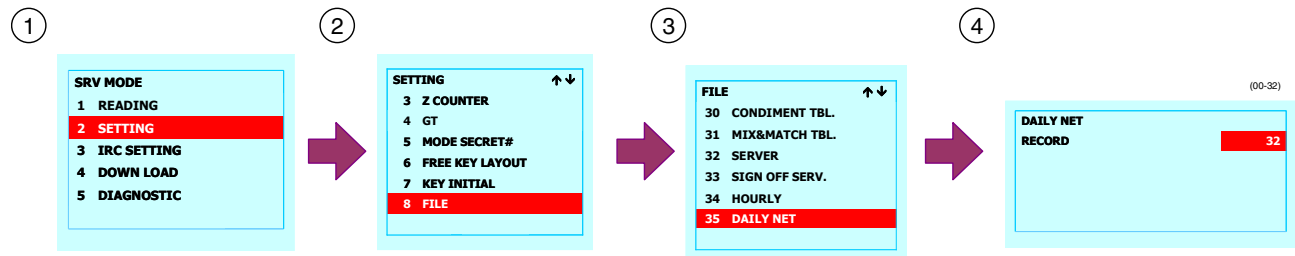 1
SRV MODE
1 READING
2 SETTING
3 IRC SETTING
4 DOWN LOAD
5 DIAGNOSTIC
2
SETTING ↑↓
3 Z COUNTER
4 GT
5 MODE SECRET#
6 FREE KEY LAYOUT
7 KEY INITIAL
8 FILE
3
FILE ↑↓
30 CONDIMENT TBL.
31 MIX&MATCH TBL.
32 SERVER
33 SIGN OFF SERV.
34 HOURLY
35 DAILY NET
4
(00-32)
DAILY NET
RECORD 32